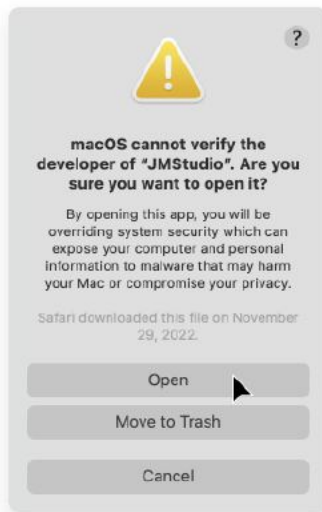 ?
macOS cannot verify the
developer of “JMStudio”. Are you
sure you want to open it?
By opening this app, you will be
overriding system security which can
expose your computer and personal
information to malware that may harm
your Mac or compromise your privacy.
Safari downloaded this file on November
29, 2022.
Open
Move to Trash
Cancel